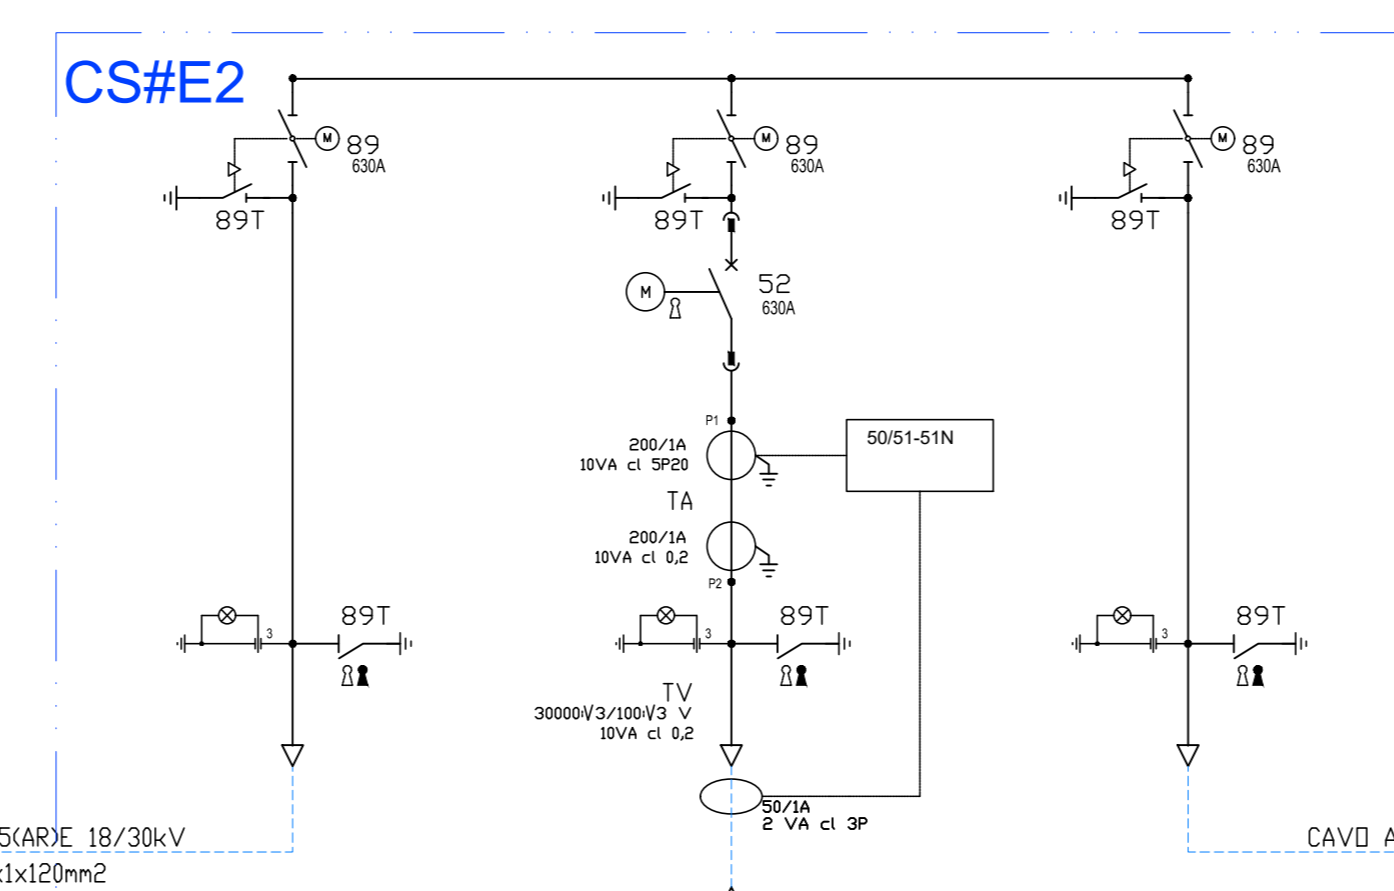 CS#E2
M
89
630A
89T
M
89
630A
89T
M
89
630A
89T
M
52
630A
P1
200/1A
10VA cl 5P20
50/51-51N
TA
200/1A
10VA cl 0,2
P2
3
89T
3
89T
3
89T
TV
30000:√3/100:√3 V
10VA cl 0,2
50/1A
2 VA cl 3P
5(AR)E 18/30kV
x1x120mm2
CAVO A